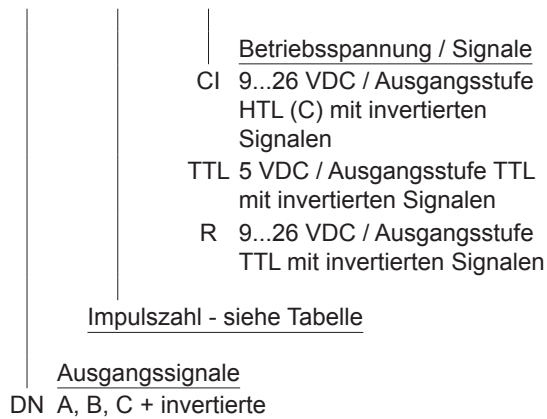 Betriebsspannung / Signale
CI 9...26 VDC / Ausgangsstufe
HTL (C) mit invertierten
Signalen
TTL 5 VDC / Ausgangsstufe TTL
mit invertierten Signalen
R 9...26 VDC / Ausgangsstufe
TTL mit invertierten Signalen
Impulszahl - siehe Tabelle
Ausgangssignale
DN A, B, C + invertierte